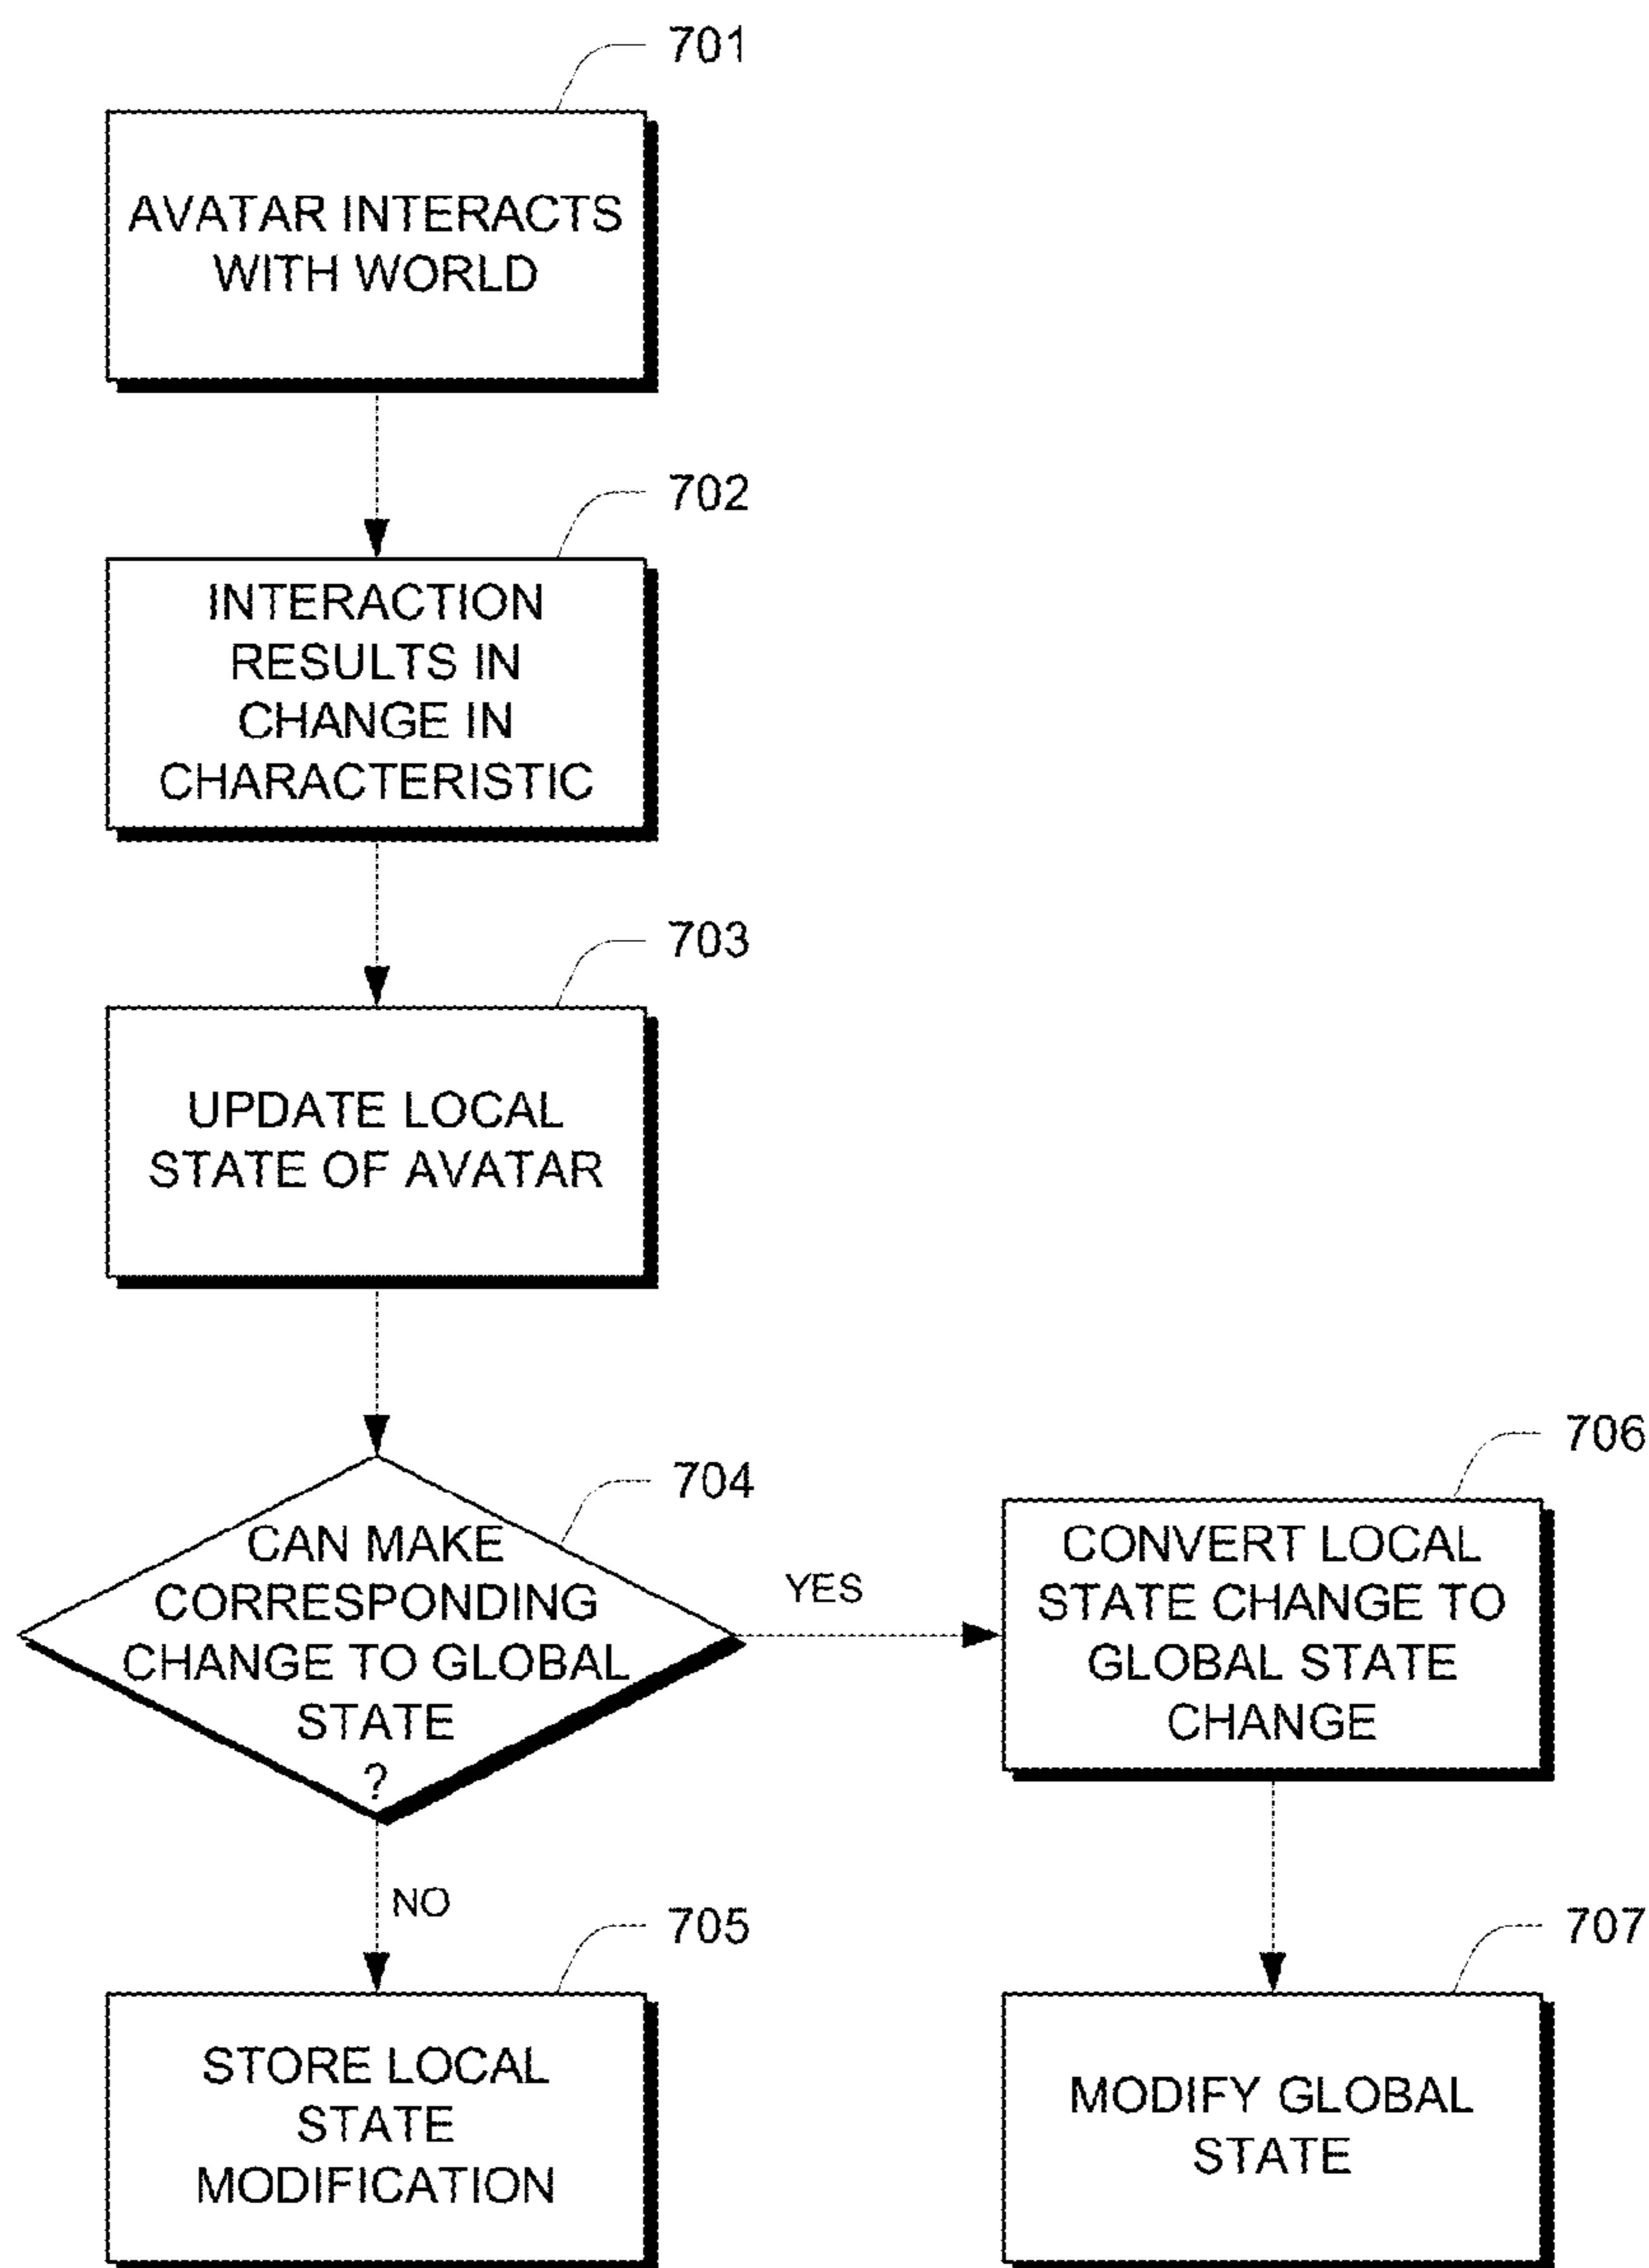 701
AVATAR INTERACTS
WITH WORLD
702
INTERACTION
RESULTS IN
CHANGE IN
CHARACTERISTIC
703
UPDATE LOCAL
STATE OF AVATAR
704
CAN MAKE
CORRESPONDING
CHANGE TO GLOBAL
STATE
?
YES
706
CONVERT LOCAL
STATE CHANGE TO
GLOBAL STATE
CHANGE
NO
705
STORE LOCAL
STATE
MODIFICATION
707
MODIFY GLOBAL
STATE